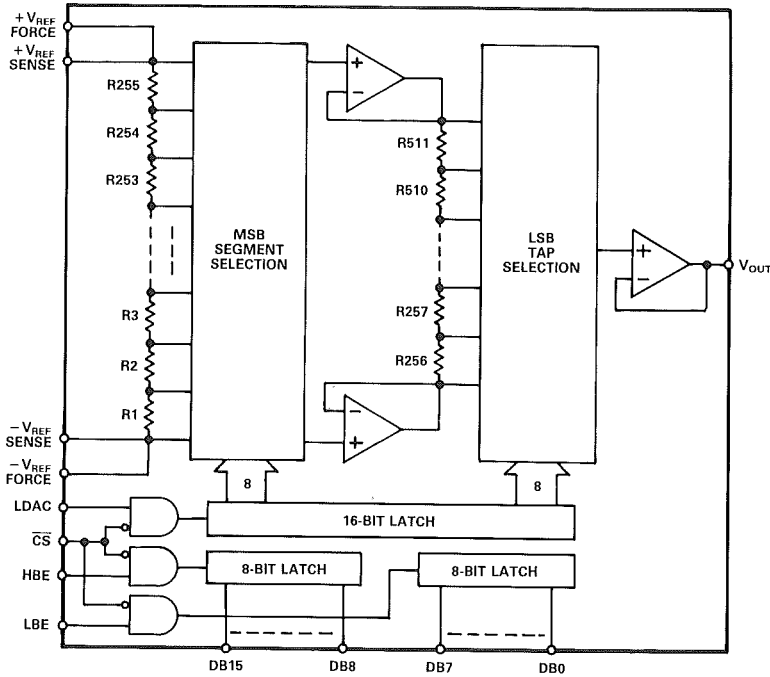 + VREF
FORCE
+ VREF
SENSE
R255
R254
R253
R3
R2
R1
− VREF
SENSE
− VREF
FORCE
MSB
SEGMENT
SELECTION
+
−
R511
R510
R257
R256
−
+
LSB
TAP
SELECTION
+
−
VOUT
8
8
LDAC
CS
HBE
LBE
16-BIT LATCH
8-BIT LATCH
8-BIT LATCH
DB15
DB8
DB7
DB0